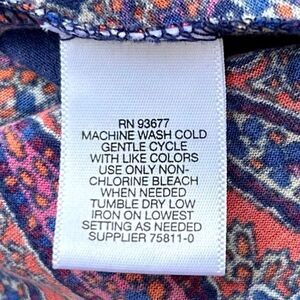 RN 93677
MACHINE WASH COLD
GENTLE CYCLE
WITH LIKE COLORS
USE ONLY NON-
CHLORINE BLEACH
WHEN NEEDED
TUMBLE DRY LOW
IRON ON LOWEST
SETTING AS NEEDED
SUPPLIER 75811-0